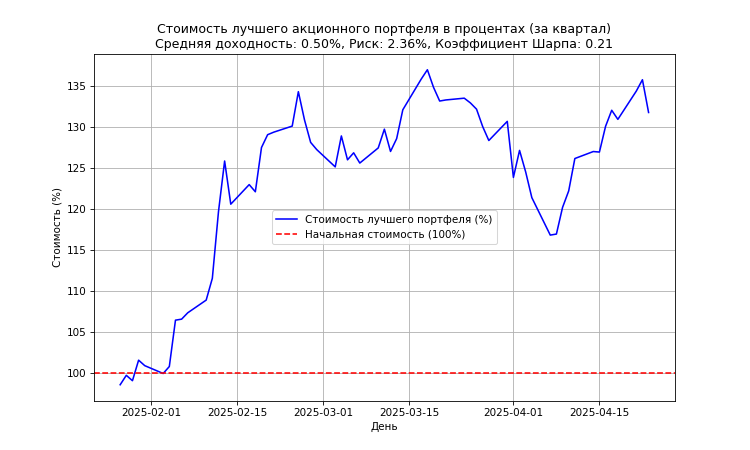 Стоимость лучшего акционного портфеля в процентах (за квартал)
Средняя доходность: 0.50%, Риск: 2.36%, Коэффициент Шарпа: 0.21
Стоимость (%)
135
130
125
120
115
110
105
100
Стоимость лучшего портфеля (%)
Начальная стоимость (100%)
2025-02-01
2025-02-15
2025-03-01
2025-03-15
2025-04-01
2025-04-15
День